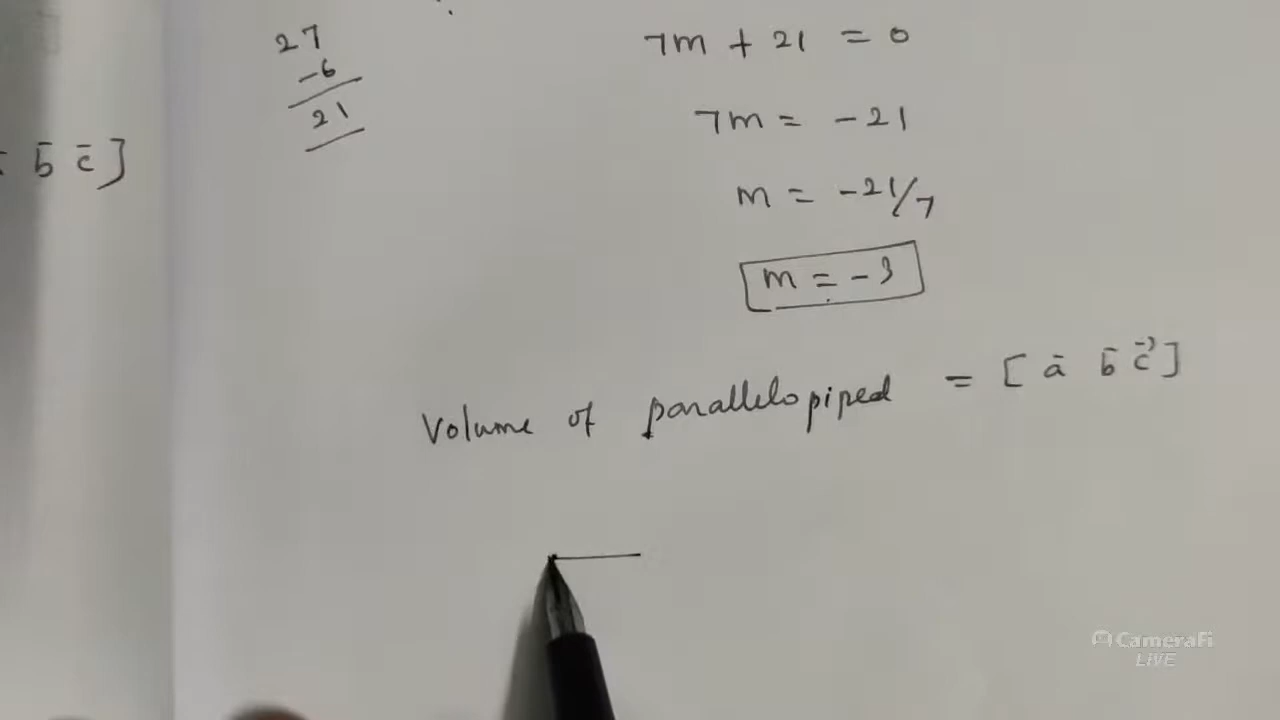 27
-6
21
b̄ c̄ ]
7m + 21 = 0
7m = -21
m = -21/7
m = -3
Volume of parallelopiped = [ ā b̄ c⃗ ]
CameraFi
LIVE